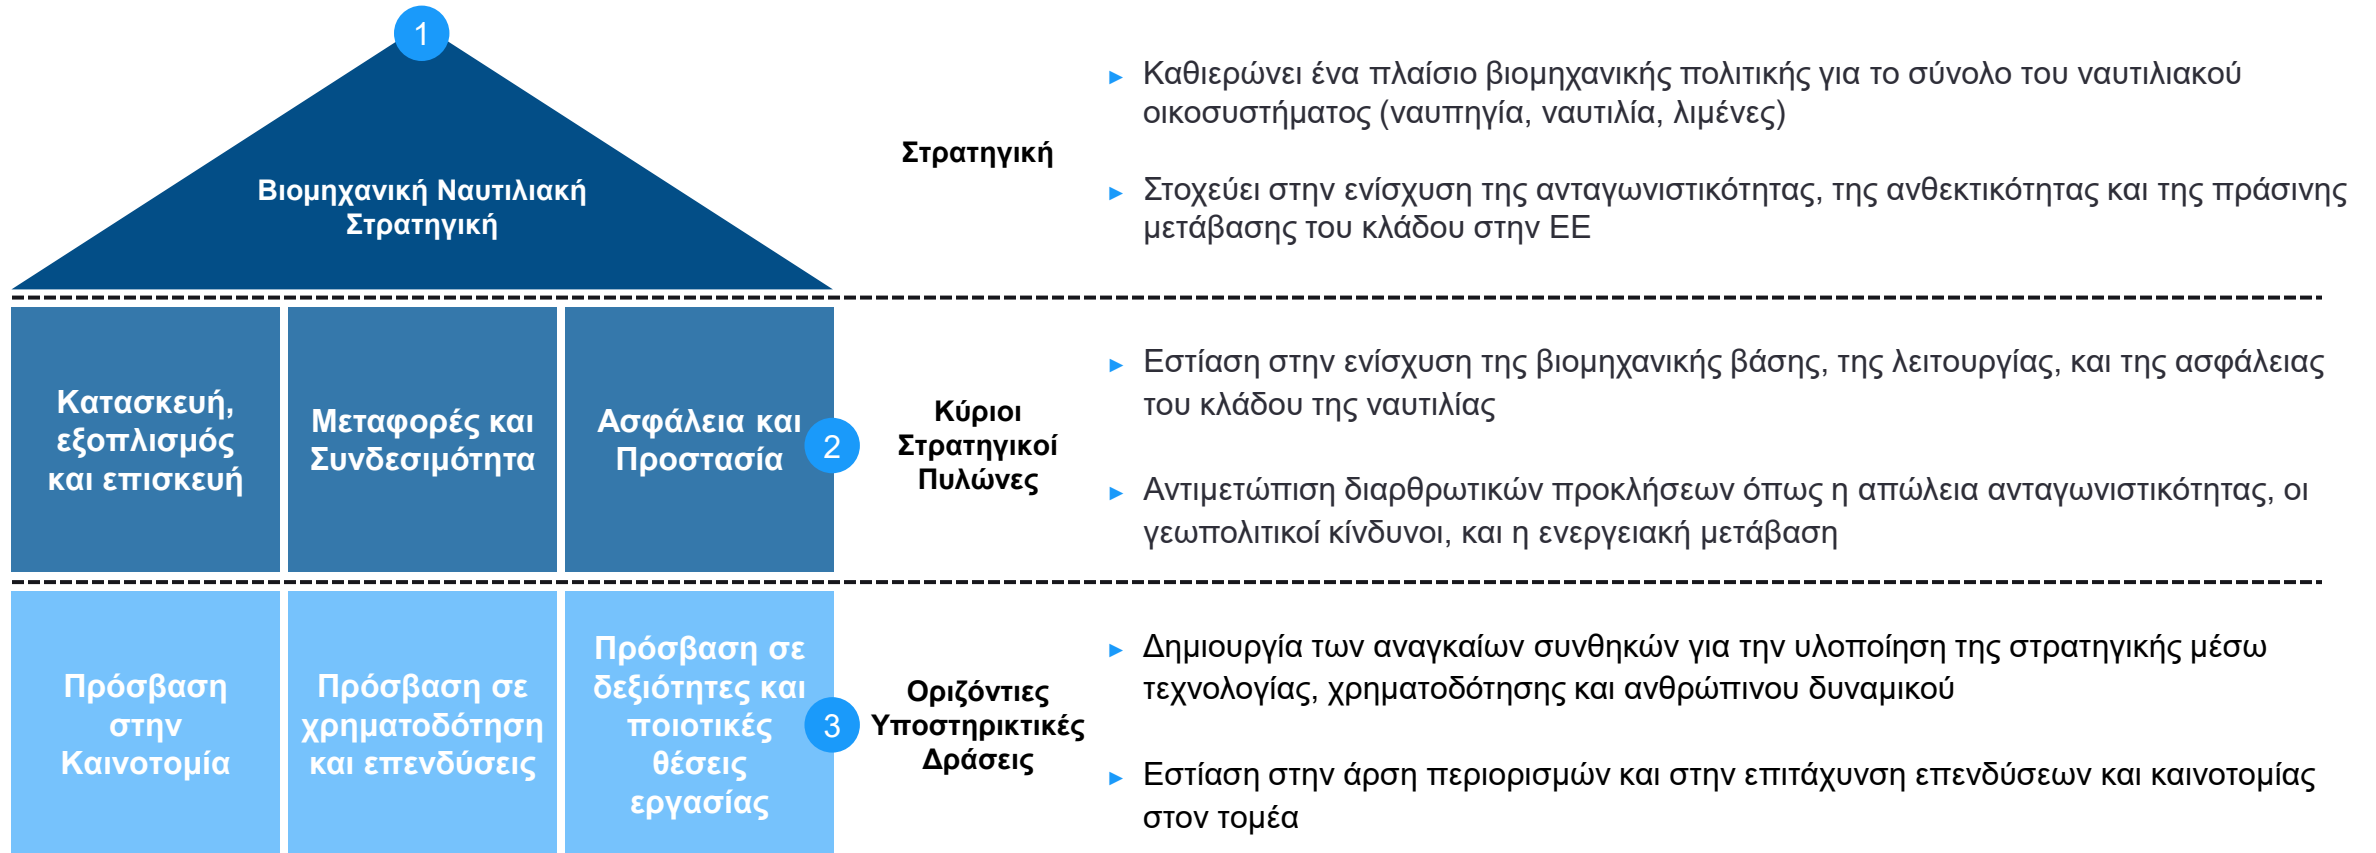 1
Βιομηχανική Ναυτιλιακή
Στρατηγική
Στρατηγική
► Καθιερώνει ένα πλαίσιο βιομηχανικής πολιτικής για το σύνολο του ναυτιλιακού
οικοσυστήματος (ναυπηγία, ναυτιλία, λιμένες)
► Στοχεύει στην ενίσχυση της ανταγωνιστικότητας, της ανθεκτικότητας και της πράσινης
μετάβασης του κλάδου στην ΕΕ
Κατασκευή,
εξοπλισμός
και επισκευή
Μεταφορές και
Συνδεσιμότητα
Ασφάλεια και
Προστασία
2
Κύριοι
Στρατηγικοί
Πυλώνες
► Εστίαση στην ενίσχυση της βιομηχανικής βάσης, της λειτουργίας, και της ασφάλειας
του κλάδου της ναυτιλίας
► Αντιμετώπιση διαρθρωτικών προκλήσεων όπως η απώλεια ανταγωνιστικότητας, οι
γεωπολιτικοί κίνδυνοι, και η ενεργειακή μετάβαση
Πρόσβαση
στην
Καινοτομία
Πρόσβαση σε
χρηματοδότηση
και επενδύσεις
Πρόσβαση σε
δεξιότητες και
ποιοτικές
θέσεις
εργασίας
3
Οριζόντιες
Υποστηρικτικές
Δράσεις
► Δημιουργία των αναγκαίων συνθηκών για την υλοποίηση της στρατηγικής μέσω
τεχνολογίας, χρηματοδότησης και ανθρώπινου δυναμικού
► Εστίαση στην άρση περιορισμών και στην επιτάχυνση επενδύσεων και καινοτομίας
στον τομέα